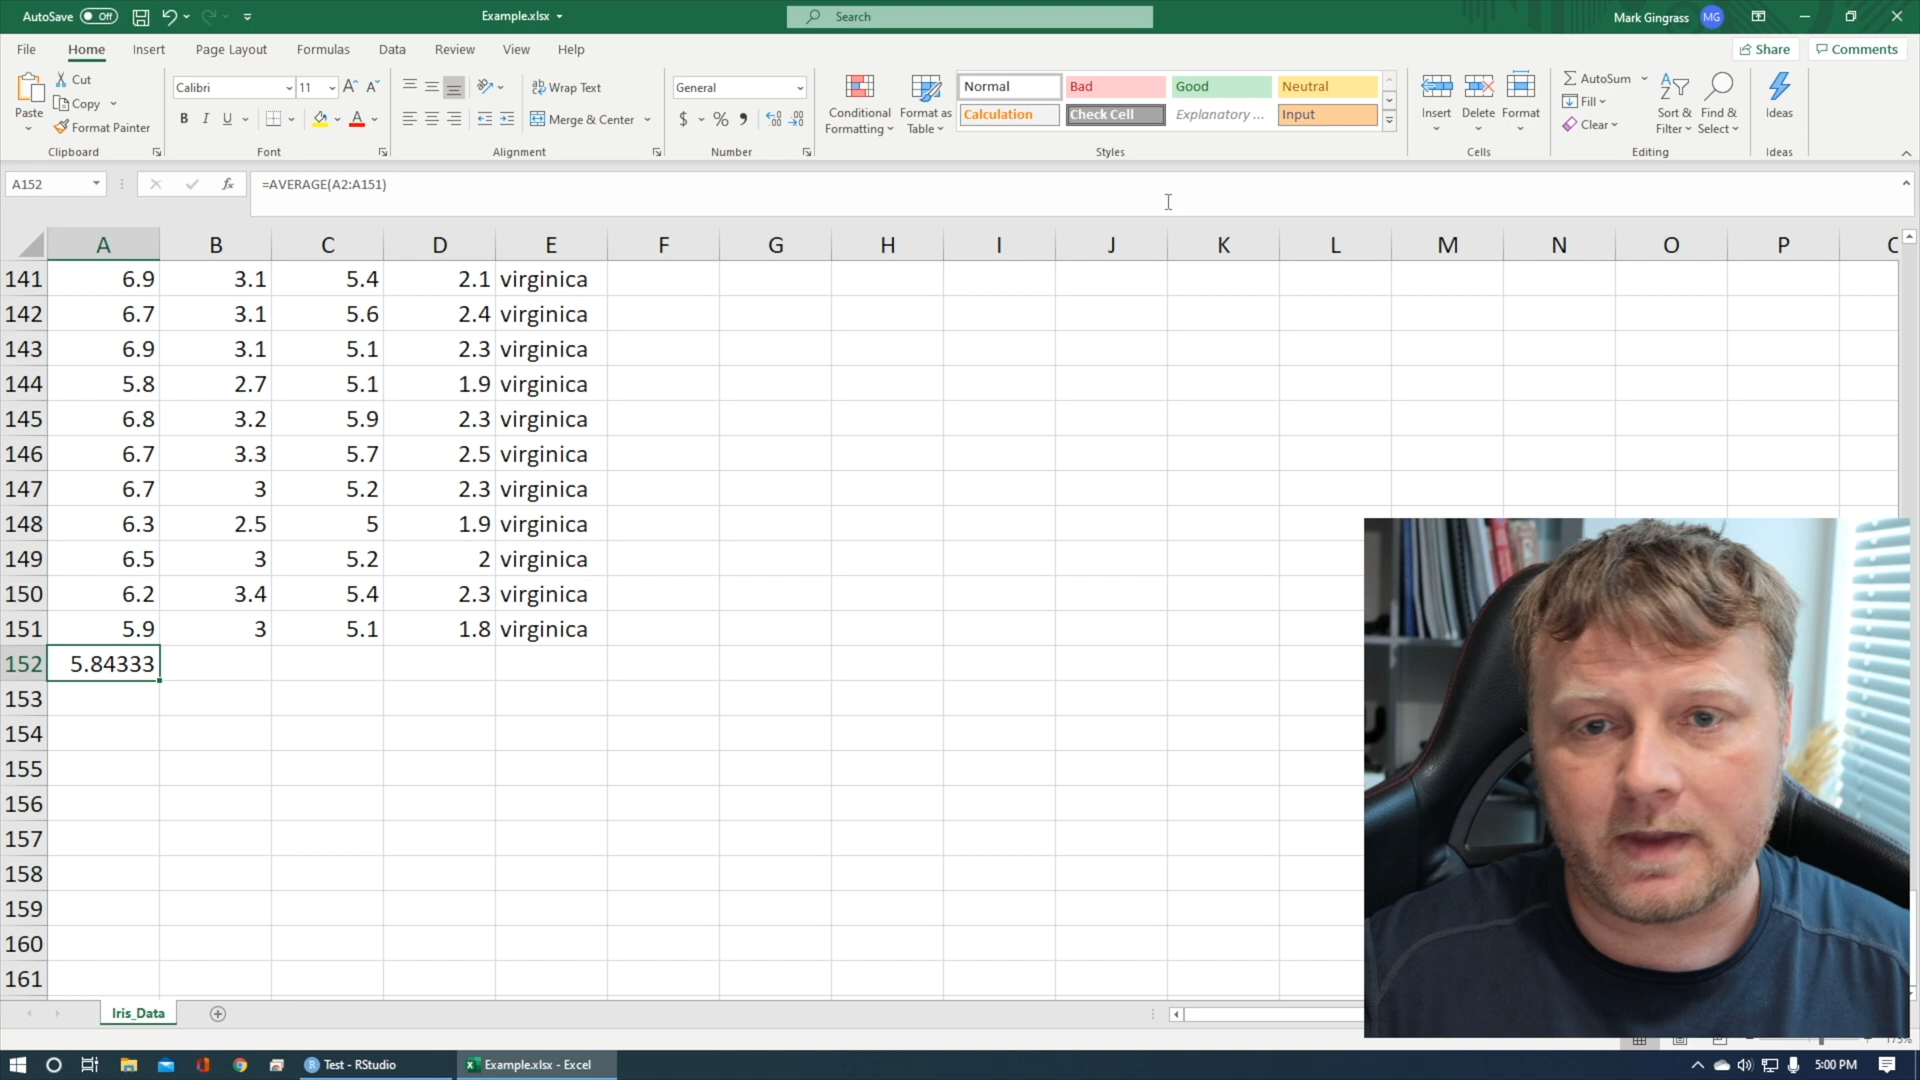 AutoSave Off Example.xlsx Search Mark Gingrass MG
File Home Insert Page Layout Formulas Data Review View Help Share Comments
Paste Cut Copy Format Painter Clipboard
Calibri 11 B I U Font
Wrap Text Merge & Center Alignment
General $ % Number
Conditional Formatting Format as Table
Normal Bad Good Neutral
Calculation Check Cell Explanatory ... Input
Styles
Insert Delete Format Cells
AutoSum Fill Clear Sort & Filter Find & Select Editing
Ideas Ideas
A152 fx =AVERAGE(A2:A151)
A B C D E F G H I J K L M N O P
141 6.9 3.1 5.4 2.1 virginica
142 6.7 3.1 5.6 2.4 virginica
143 6.9 3.1 5.1 2.3 virginica
144 5.8 2.7 5.1 1.9 virginica
145 6.8 3.2 5.9 2.3 virginica
146 6.7 3.3 5.7 2.5 virginica
147 6.7 3 5.2 2.3 virginica
148 6.3 2.5 5 1.9 virginica
149 6.5 3 5.2 2 virginica
150 6.2 3.4 5.4 2.3 virginica
151 5.9 3 5.1 1.8 virginica
152 5.84333
153
154
155
156
157
158
159
160
161
Iris_Data
Test - RStudio Example.xlsx - Excel 5:00 PM